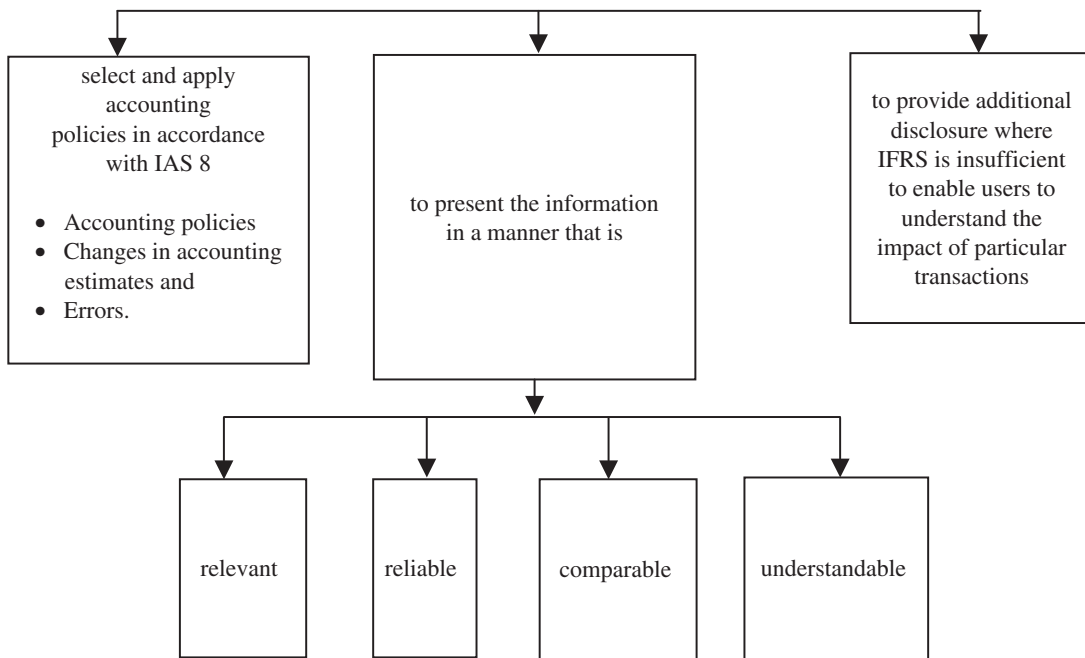 select and apply
accounting
policies in accordance
with IAS 8
• Accounting policies
• Changes in accounting
estimates and
• Errors.
to present the information
in a manner that is
to provide additional
disclosure where
IFRS is insufficient
to enable users to
understand the
impact of particular
transactions
relevant
reliable
comparable
understandable